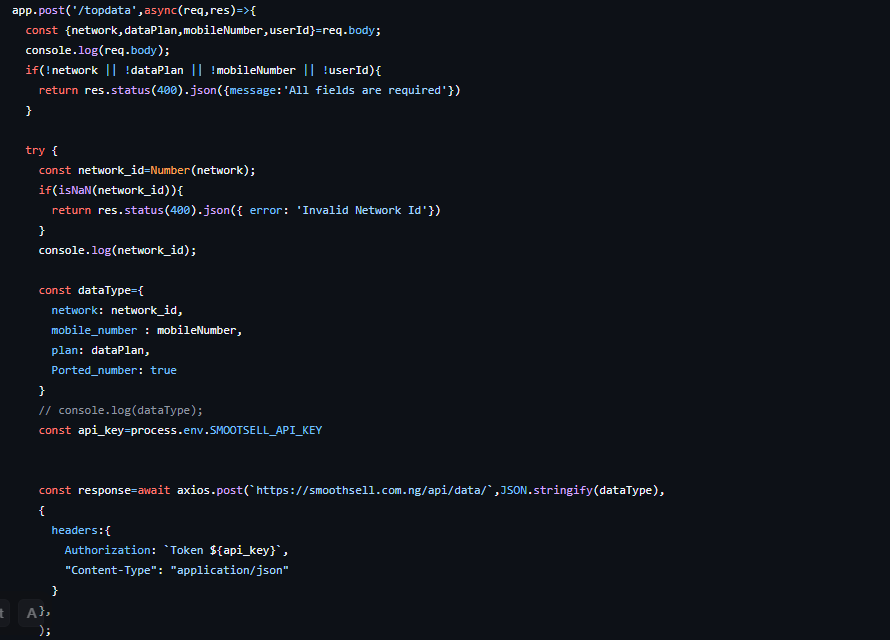 app.post('/topdata',async(req,res)=>{
const {network,dataPlan,mobileNumber,userId}=req.body;
console.log(req.body);
if(!network || !dataPlan || !mobileNumber || !userId){
return res.status(400).json({message:'All fields are required'})
}
try {
const network_id=Number(network);
if(isNaN(network_id)){
return res.status(400).json({ error: 'Invalid Network Id'})
}
console.log(network_id);
const dataType={
network: network_id,
mobile_number : mobileNumber,
plan: dataPlan,
Ported_number: true
}
// console.log(dataType);
const api_key=process.env.SMOOTSELL_API_KEY
const response=await axios.post(`https://smoothsell.com.ng/api/data/`,JSON.stringify(dataType),
{
headers:{
Authorization: `Token ${api_key}`,
"Content-Type": "application/json"
}
t A },
);